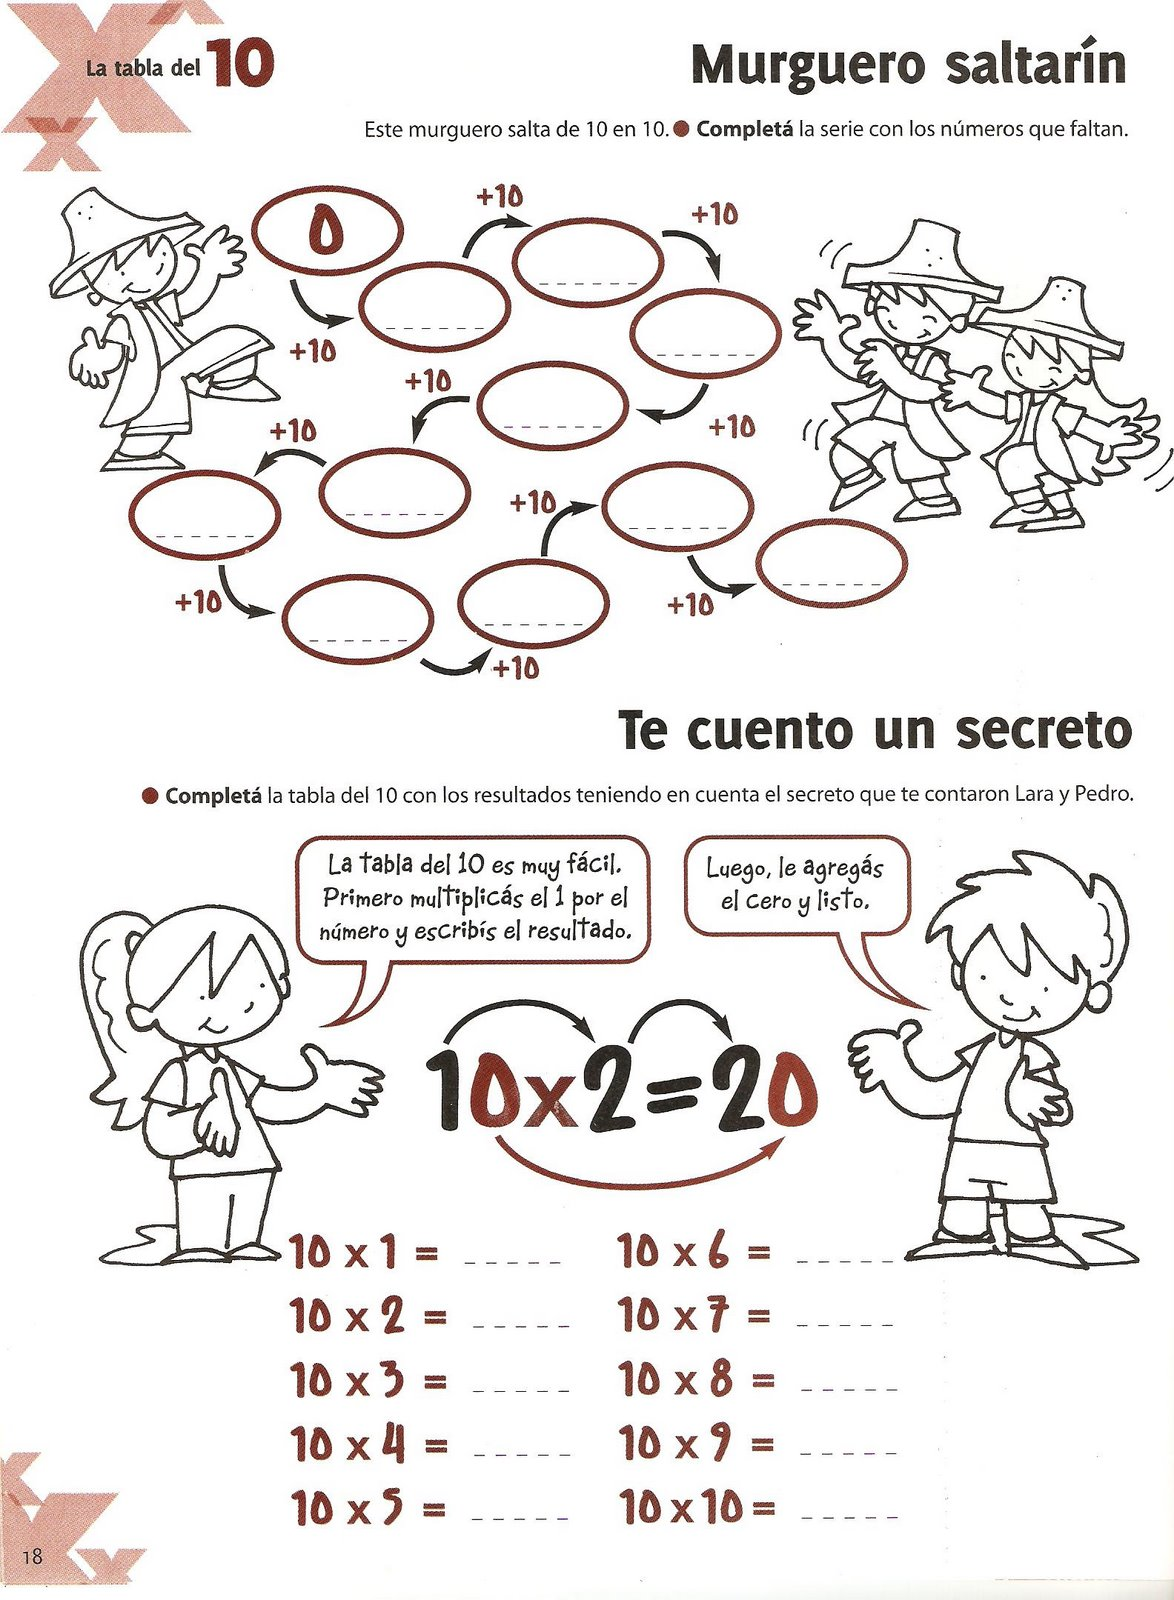 La tabla del 10
Murguero saltarín
Este murguero salta de 10 en 10. ● Completá la serie con los números que faltan.
0
+10
+10
+10
+10
+10
+10
+10
+10
+10
+10
Te cuento un secreto
● Completá la tabla del 10 con los resultados teniendo en cuenta el secreto que te contaron Lara y Pedro.
La tabla del 10 es muy fácil.
Primero multiplicás el 1 por el
número y escribís el resultado.
Luego, le agregás
el cero y listo.
10x2=20
10 x 1 = _ _ _ _ _
10 x 2 = _ _ _ _ _
10 x 3 = _ _ _ _ _
10 x 4 = _ _ _ _ _
10 x 5 = _ _ _ _ _
10 x 6 = _ _ _ _ _
10 x 7 = _ _ _ _ _
10 x 8 = _ _ _ _ _
10 x 9 = _ _ _ _ _
10 x 10 = _ _ _ _ _
18